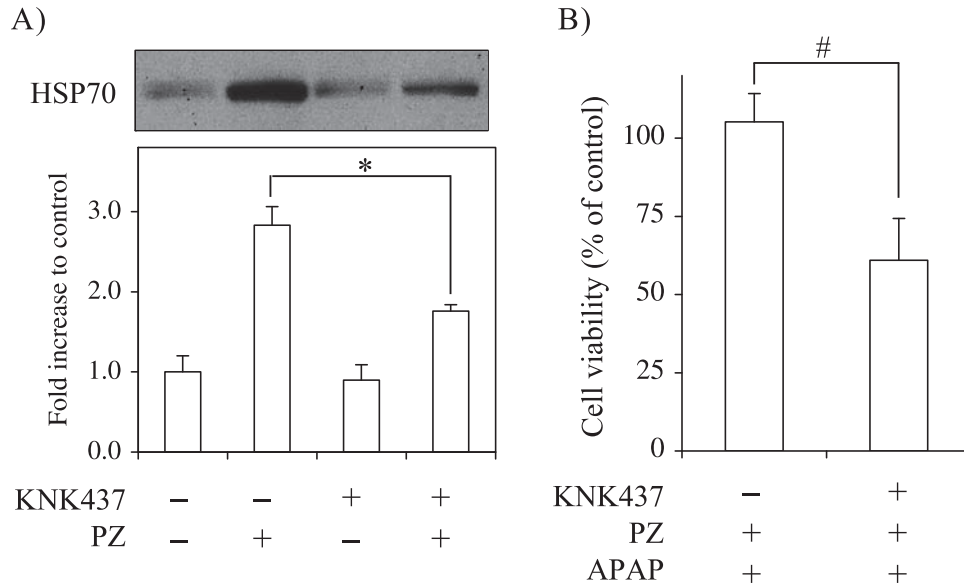 A)
HSP70
*
Fold increase to control
3.0
2.0
1.0
0.0
KNK437 – – + +
PZ – + – +
B)
#
Cell viability (% of control)
100
75
50
25
0
KNK437 – +
PZ + +
APAP + +